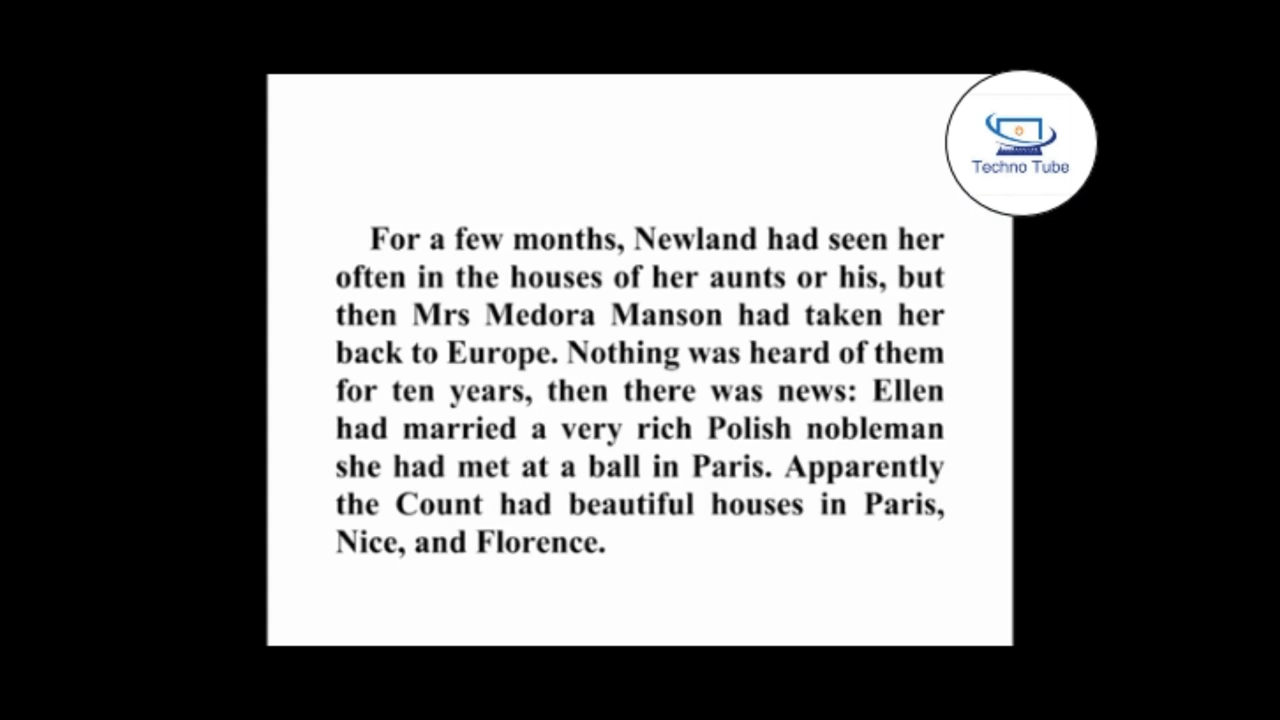 Techno Tube
For a few months, Newland had seen her
often in the houses of her aunts or his, but
then Mrs Medora Manson had taken her
back to Europe. Nothing was heard of them
for ten years, then there was news: Ellen
had married a very rich Polish nobleman
she had met at a ball in Paris. Apparently
the Count had beautiful houses in Paris,
Nice, and Florence.